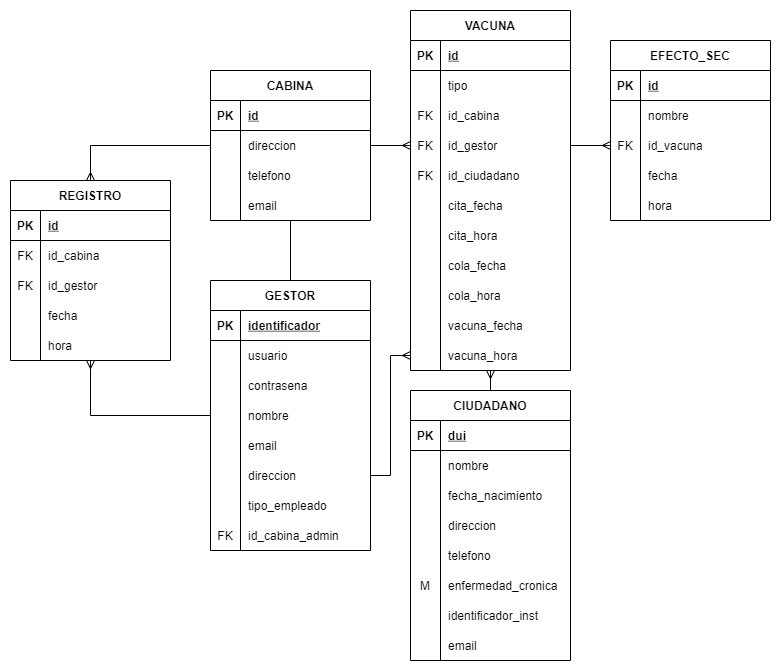 VACUNA
PK id
tipo
FK id_cabina
FK id_gestor
FK id_ciudadano
cita_fecha
cita_hora
cola_fecha
cola_hora
vacuna_fecha
vacuna_hora
EFECTO_SEC
PK id
nombre
FK id_vacuna
fecha
hora
CABINA
PK id
direccion
telefono
email
REGISTRO
PK id
FK id_cabina
FK id_gestor
fecha
hora
GESTOR
PK identificador
usuario
contrasena
nombre
email
direccion
tipo_empleado
FK id_cabina_admin
CIUDADANO
PK dui
nombre
fecha_nacimiento
direccion
telefono
M enfermedad_cronica
identificador_inst
email